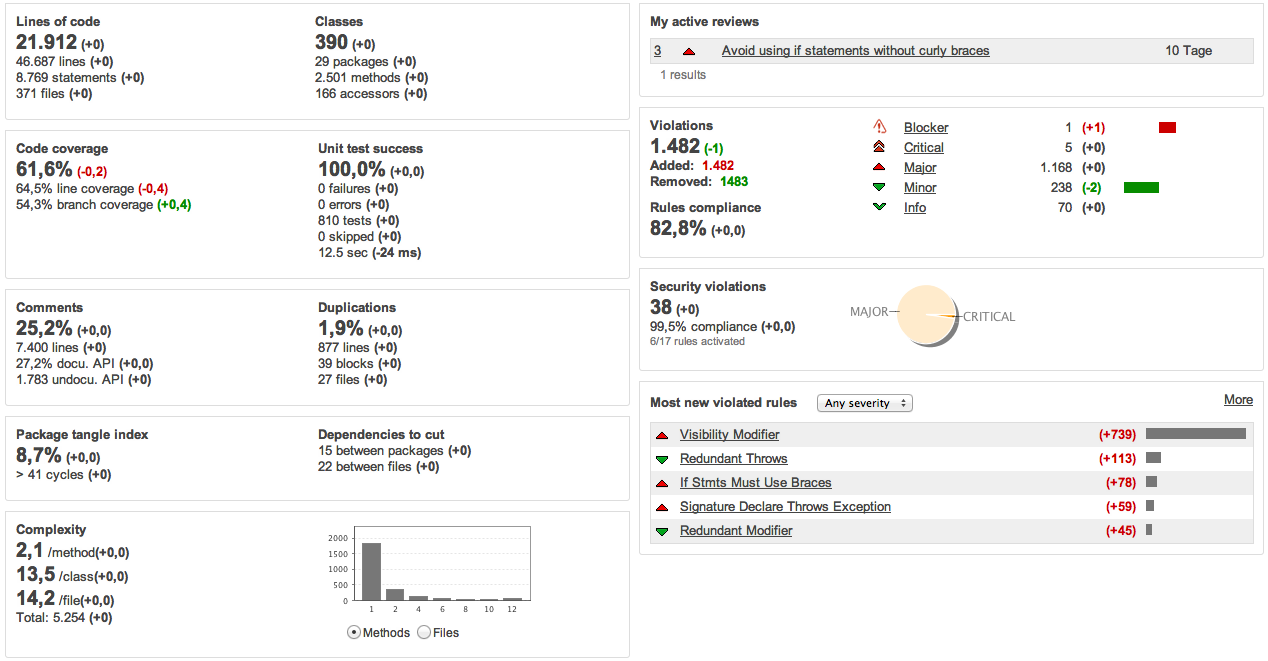 Lines of code
21.912 (+0)
46.687 lines (+0)
8.769 statements (+0)
371 files (+0)
Classes
390 (+0)
29 packages (+0)
2.501 methods (+0)
166 accessors (+0)
Code coverage
61,6% (-0,2)
64,5% line coverage (-0,4)
54,3% branch coverage (+0,4)
Unit test success
100,0% (+0,0)
0 failures (+0)
0 errors (+0)
810 tests (+0)
0 skipped (+0)
12.5 sec (-24 ms)
Comments
25,2% (+0,0)
7.400 lines (+0)
27,2% docu. API (+0,0)
1.783 undocu. API (+0)
Duplications
1,9% (+0,0)
877 lines (+0)
39 blocks (+0)
27 files (+0)
Package tangle index
8,7% (+0,0)
> 41 cycles (+0)
Dependencies to cut
15 between packages (+0)
22 between files (+0)
Complexity
2,1 /method(+0,0)
13,5 /class(+0,0)
14,2 /file(+0,0)
Total: 5.254 (+0)
2000
1500
1000
500
0
1 2 4 6 8 10 12
Methods Files
My active reviews
3 Avoid using if statements without curly braces 10 Tage
1 results
Violations
1.482 (-1)
Added: 1.482
Removed: 1483
Rules compliance
82,8% (+0,0)
Blocker 1 (+1)
Critical 5 (+0)
Major 1.168 (+0)
Minor 238 (-2)
Info 70 (+0)
Security violations
38 (+0)
99,5% compliance (+0,0)
6/17 rules activated
MAJOR
CRITICAL
Most new violated rules Any severity More
Visibility Modifier (+739)
Redundant Throws (+113)
If Stmts Must Use Braces (+78)
Signature Declare Throws Exception (+59)
Redundant Modifier (+45)